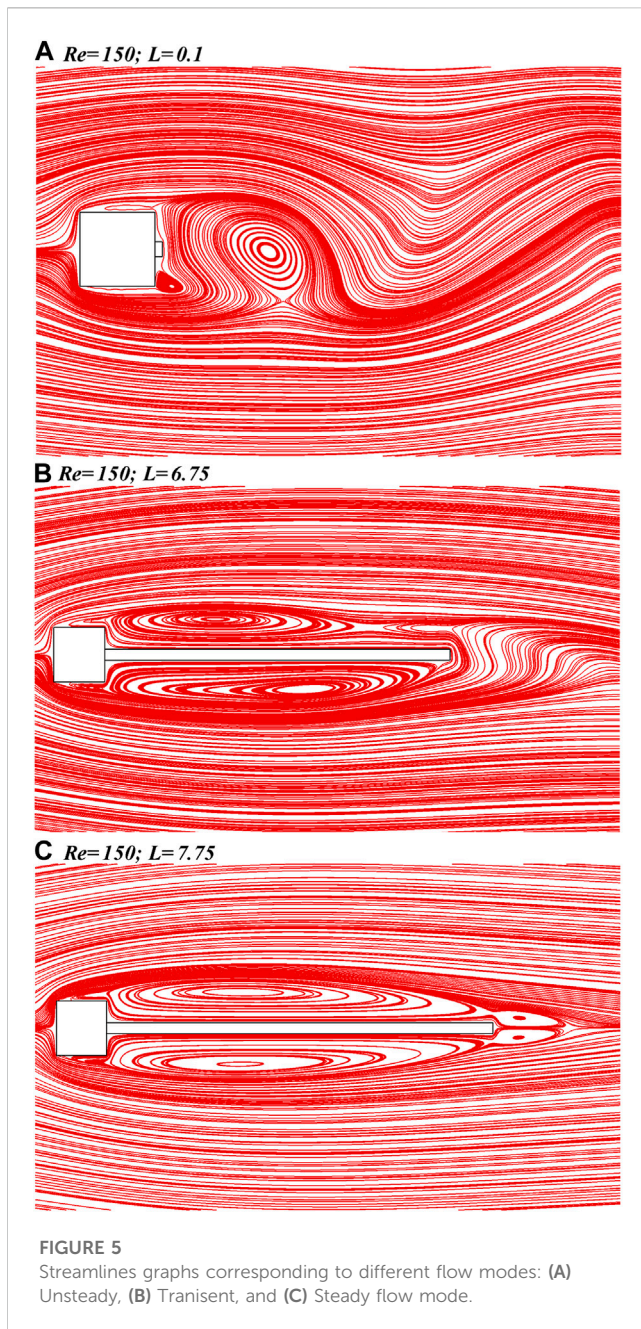 A Re=150; L=0.1
B Re=150; L=6.75
C Re=150; L=7.75
FIGURE 5
Streamlines graphs corresponding to different flow modes: (A)
Unsteady, (B) Tranisent, and (C) Steady flow mode.